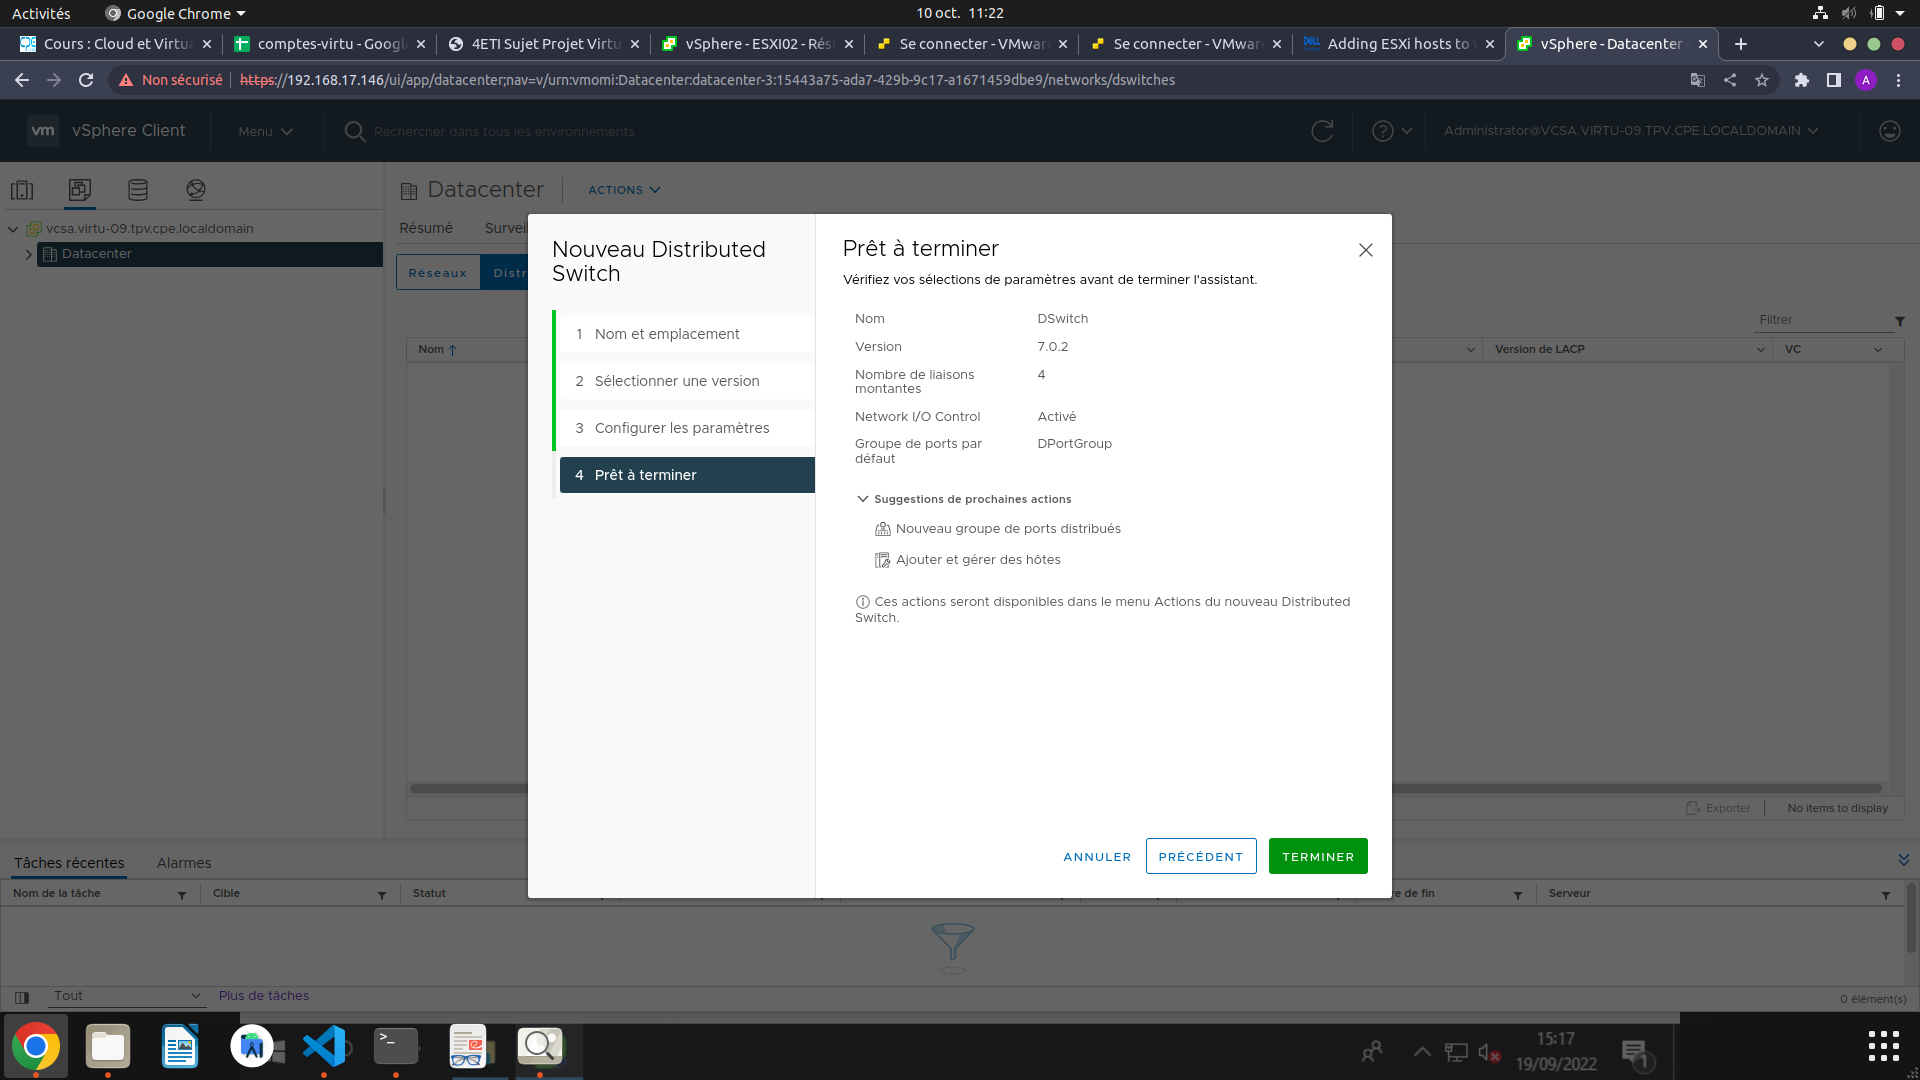 Activités
Google Chrome
10 oct. 11:22
Cours : Cloud et Virtua
comptes-virtu - Googl
4ETI Sujet Projet Virtu
vSphere - ESXI02 - Rés
Se connecter - VMwar
Se connecter - VMwar
DELL
Adding ESXi hosts to v
vSphere - Datacenter -
Non sécurisé
https://192.168.17.146/ui/app/datacenter;nav=v/urn:vmomi:Datacenter:datacenter-3:15443a75-ada7-429b-9c17-a1671459dbe9/networks/dswitches
A
vm
vSphere Client
Menu
Rechercher dans tous les environnements
Administrator@VCSA.VIRTU-09.TPV.CPE.LOCALDOMAIN
vcsa.virtu-09.tpv.cpe.localdomain
Datacenter
Datacenter
ACTIONS
Résumé
Surveil
Réseaux
Distr
Filtrer
Nom
Version de LACP
VC
Nouveau Distributed
Switch
1 Nom et emplacement
2 Sélectionner une version
3 Configurer les paramètres
4 Prêt à terminer
Prêt à terminer
Vérifiez vos sélections de paramètres avant de terminer l'assistant.
Nom DSwitch
Version 7.0.2
Nombre de liaisons 4
montantes
Network I/O Control Activé
Groupe de ports par DPortGroup
défaut
Suggestions de prochaines actions
Nouveau groupe de ports distribués
Ajouter et gérer des hôtes
Ces actions seront disponibles dans le menu Actions du nouveau Distributed
Switch.
ANNULER
PRÉCÉDENT
TERMINER
Exporter
No items to display
Tâches récentes
Alarmes
Nom de la tâche
Cible
Statut
re de fin
Serveur
Tout
Plus de tâches
0 élément(s)
AI
>_
15:17
19/09/2022
1